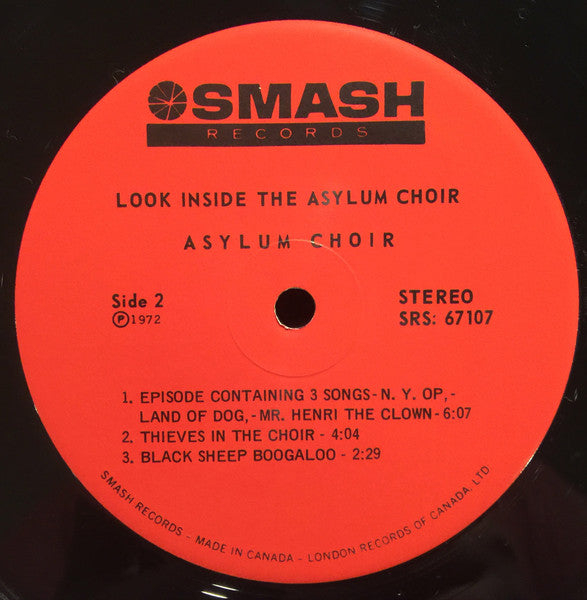 SMASH
RECORDS
LOOK INSIDE THE ASYLUM CHOIR
ASYLUM CHOIR
Side 2
℗1972
STEREO
SRS: 67107
1. EPISODE CONTAINING 3 SONGS-N. Y. OP,-
LAND OF DOG,-MR. HENRI THE CLOWN-6:07
2. THIEVES IN THE CHOIR - 4:04
3. BLACK SHEEP BOOGALOO - 2:29
SMASH RECORDS - MADE IN CANADA - LONDON RECORDS OF CANADA, LTD